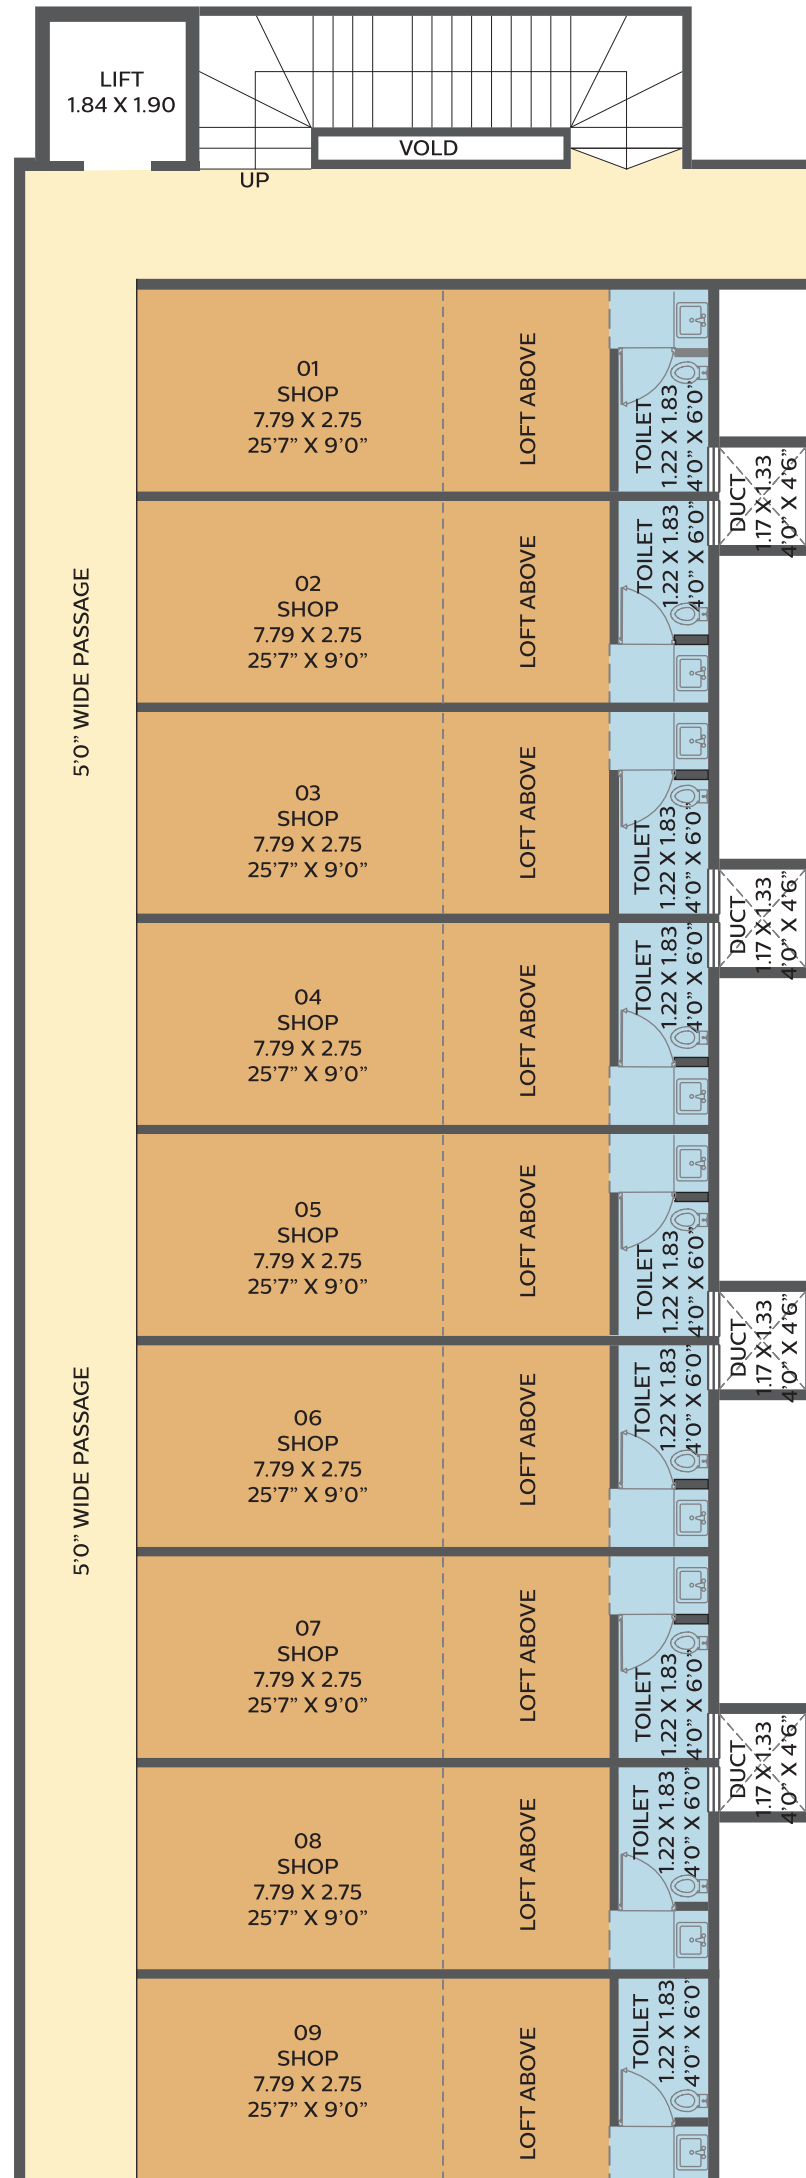 LIFT
1.84 X 1.90
VOLD
UP
01
SHOP
7.79 X 2.75
25'7" X 9'0"
LOFT ABOVE
TOILET
1.22 X 1.83
4'0" X 6'0"
DUCT
1.17 X 1.33
4'0" X 4'6"
5'0" WIDE PASSAGE
02
SHOP
7.79 X 2.75
25'7" X 9'0"
LOFT ABOVE
TOILET
1.22 X 1.83
4'0" X 6'0"
03
SHOP
7.79 X 2.75
25'7" X 9'0"
LOFT ABOVE
TOILET
1.22 X 1.83
4'0" X 6'0"
DUCT
1.17 X 1.33
4'0" X 4'6"
04
SHOP
7.79 X 2.75
25'7" X 9'0"
LOFT ABOVE
TOILET
1.22 X 1.83
4'0" X 6'0"
05
SHOP
7.79 X 2.75
25'7" X 9'0"
LOFT ABOVE
TOILET
1.22 X 1.83
4'0" X 6'0"
DUCT
1.17 X 1.33
4'0" X 4'6"
5'0" WIDE PASSAGE
06
SHOP
7.79 X 2.75
25'7" X 9'0"
LOFT ABOVE
TOILET
1.22 X 1.83
4'0" X 6'0"
07
SHOP
7.79 X 2.75
25'7" X 9'0"
LOFT ABOVE
TOILET
1.22 X 1.83
4'0" X 6'0"
DUCT
1.17 X 1.33
4'0" X 4'6"
08
SHOP
7.79 X 2.75
25'7" X 9'0"
LOFT ABOVE
TOILET
1.22 X 1.83
4'0" X 6'0"
09
SHOP
7.79 X 2.75
25'7" X 9'0"
LOFT ABOVE
TOILET
1.22 X 1.83
4'0" X 6'0"